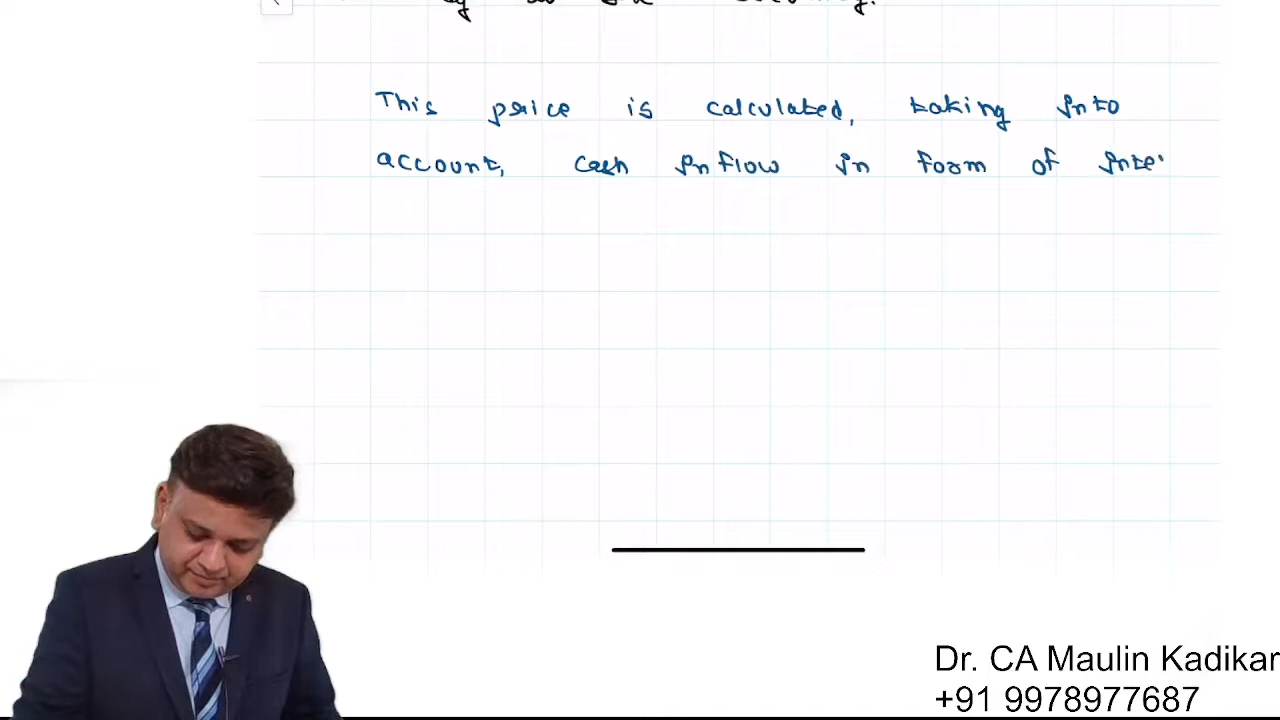 This price is calculated, taking into
account, cash inflow in form of inte
Dr. CA Maulin Kadikar
+91 9978977687